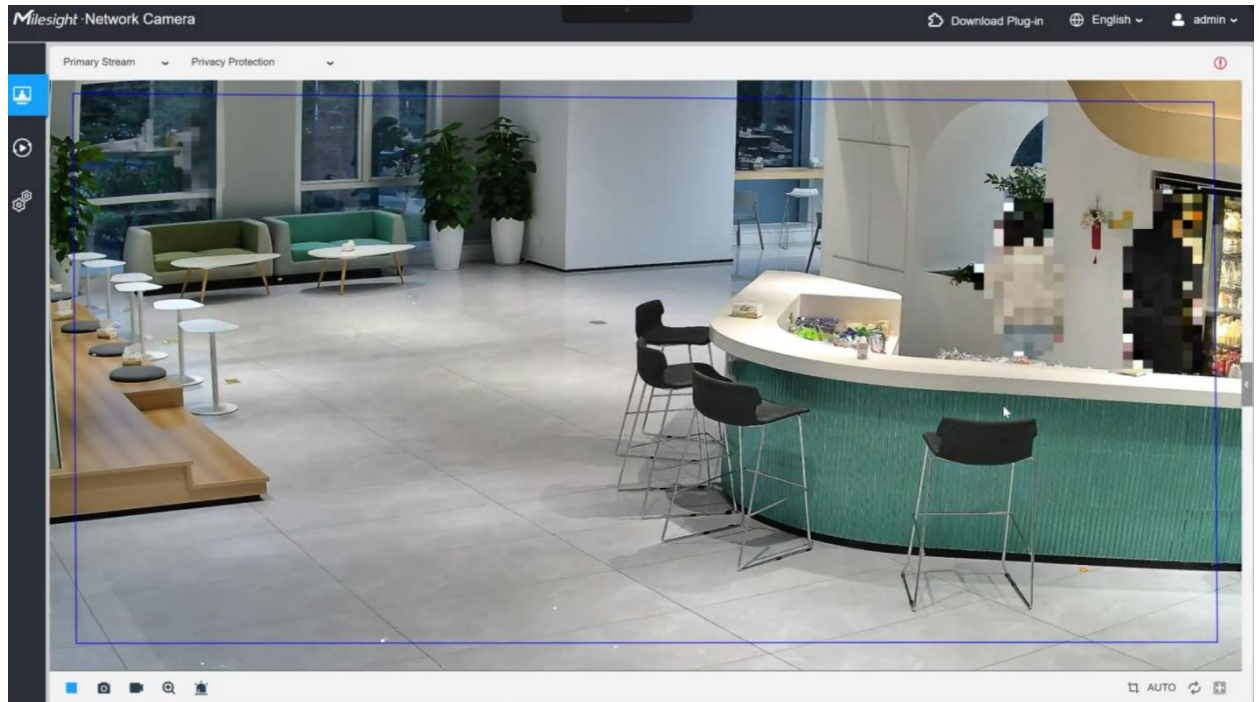 Milesight · Network Camera
Download Plug-in
English
admin
Primary Stream
Privacy Protection
AUTO